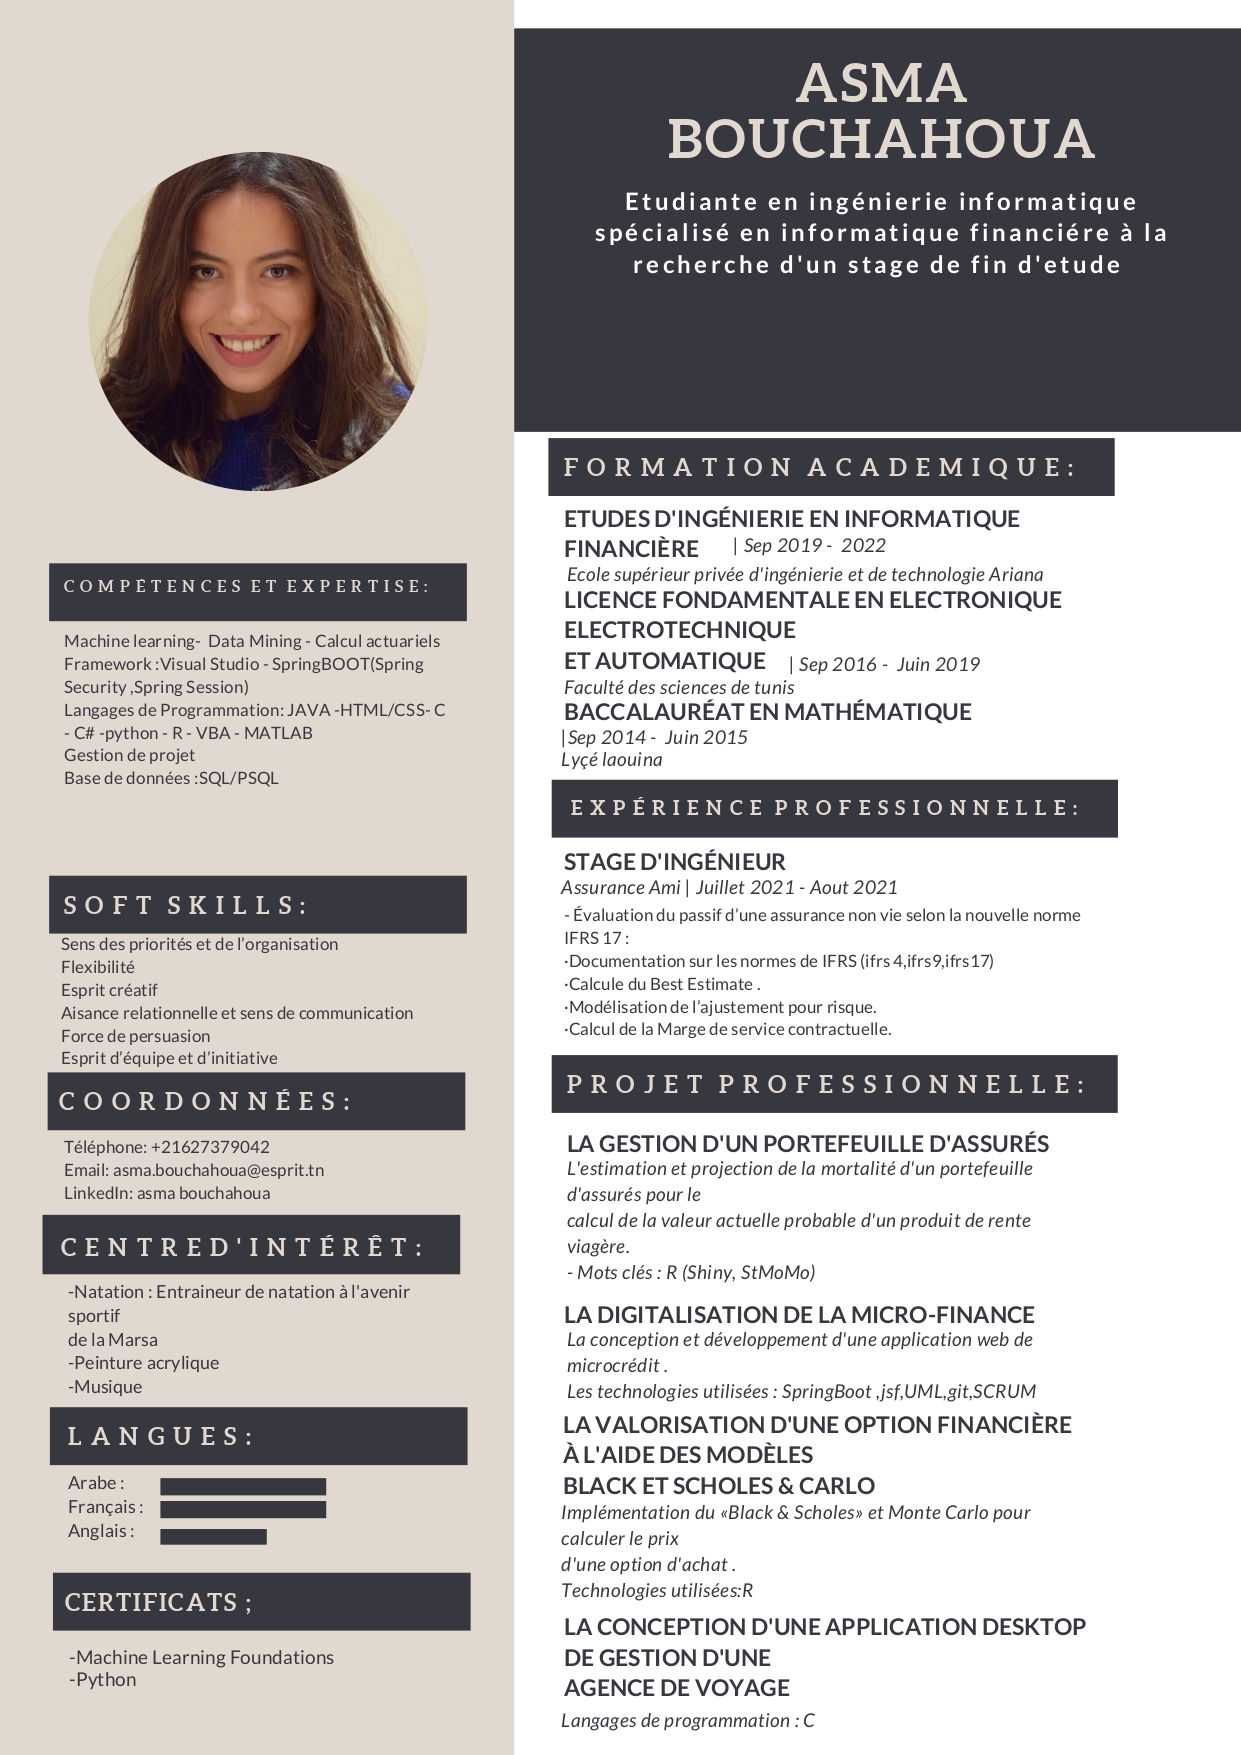 ASMA
BOUCHAHOUA
Etudiante en ingénierie informatique
spécialisé en informatique financiére à la
recherche d'un stage de fin d'etude
COMPÉTENCES ET EXPERTISE:
Machine learning- Data Mining - Calcul actuariels
Framework :Visual Studio - SpringBOOT(Spring
Security ,Spring Session)
Langages de Programmation: JAVA -HTML/CSS- C
- C# -python - R - VBA - MATLAB
Gestion de projet
Base de données :SQL/PSQL
SOFT SKILLS:
Sens des priorités et de l’organisation
Flexibilité
Esprit créatif
Aisance relationnelle et sens de communication
Force de persuasion
Esprit d’équipe et d’initiative
COORDONNÉES:
Téléphone: +21627379042
Email: asma.bouchahoua@esprit.tn
LinkedIn: asma bouchahoua
CENTRED'INTÉRÊT:
-Natation : Entraineur de natation à l'avenir
sportif
de la Marsa
-Peinture acrylique
-Musique
LANGUES:
Arabe :
Français :
Anglais :
CERTIFICATS ;
-Machine Learning Foundations
-Python
FORMATION ACADEMIQUE:
ETUDES D'INGÉNIERIE EN INFORMATIQUE
FINANCIÈRE | Sep 2019 - 2022
Ecole supérieur privée d'ingénierie et de technologie Ariana
LICENCE FONDAMENTALE EN ELECTRONIQUE
ELECTROTECHNIQUE
ET AUTOMATIQUE | Sep 2016 - Juin 2019
Faculté des sciences de tunis
BACCALAURÉAT EN MATHÉMATIQUE
|Sep 2014 - Juin 2015
Lyçé laouina
EXPÉRIENCE PROFESSIONNELLE:
STAGE D'INGÉNIEUR
Assurance Ami | Juillet 2021 - Aout 2021
- Évaluation du passif d’une assurance non vie selon la nouvelle norme
IFRS 17 :
·Documentation sur les normes de IFRS (ifrs 4,ifrs9,ifrs17)
·Calcule du Best Estimate .
·Modélisation de l’ajustement pour risque.
·Calcul de la Marge de service contractuelle.
PROJET PROFESSIONNELLE:
LA GESTION D'UN PORTEFEUILLE D'ASSURÉS
L'estimation et projection de la mortalité d'un portefeuille
d'assurés pour le
calcul de la valeur actuelle probable d'un produit de rente
viagère.
- Mots clés : R (Shiny, StMoMo)
LA DIGITALISATION DE LA MICRO-FINANCE
La conception et développement d'une application web de
microcrédit .
Les technologies utilisées : SpringBoot ,jsf,UML,git,SCRUM
LA VALORISATION D'UNE OPTION FINANCIÈRE
À L'AIDE DES MODÈLES
BLACK ET SCHOLES & CARLO
Implémentation du «Black & Scholes» et Monte Carlo pour
calculer le prix
d'une option d'achat .
Technologies utilisées:R
LA CONCEPTION D'UNE APPLICATION DESKTOP
DE GESTION D'UNE
AGENCE DE VOYAGE
Langages de programmation : C